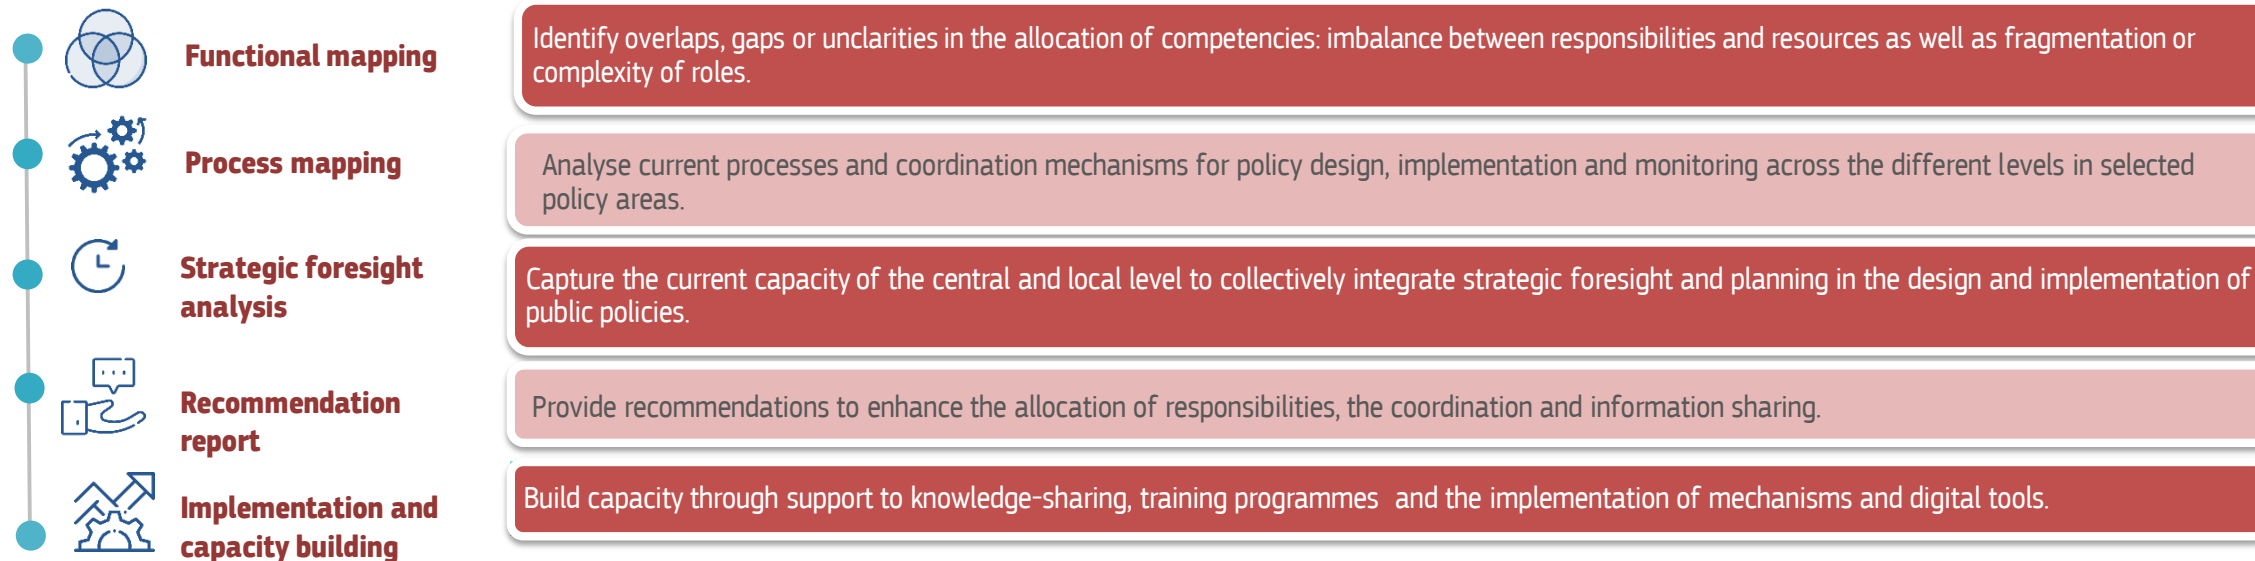 Functional mapping
Identify overlaps, gaps or unclarities in the allocation of competencies: imbalance between responsibilities and resources as well as fragmentation or
complexity of roles.
Process mapping
Analyse current processes and coordination mechanisms for policy design, implementation and monitoring across the different levels in selected
policy areas.
Strategic foresight
analysis
Capture the current capacity of the central and local level to collectively integrate strategic foresight and planning in the design and implementation of
public policies.
Recommendation
report
Provide recommendations to enhance the allocation of responsibilities, the coordination and information sharing.
Implementation and
capacity building
Build capacity through support to knowledge-sharing, training programmes and the implementation of mechanisms and digital tools.